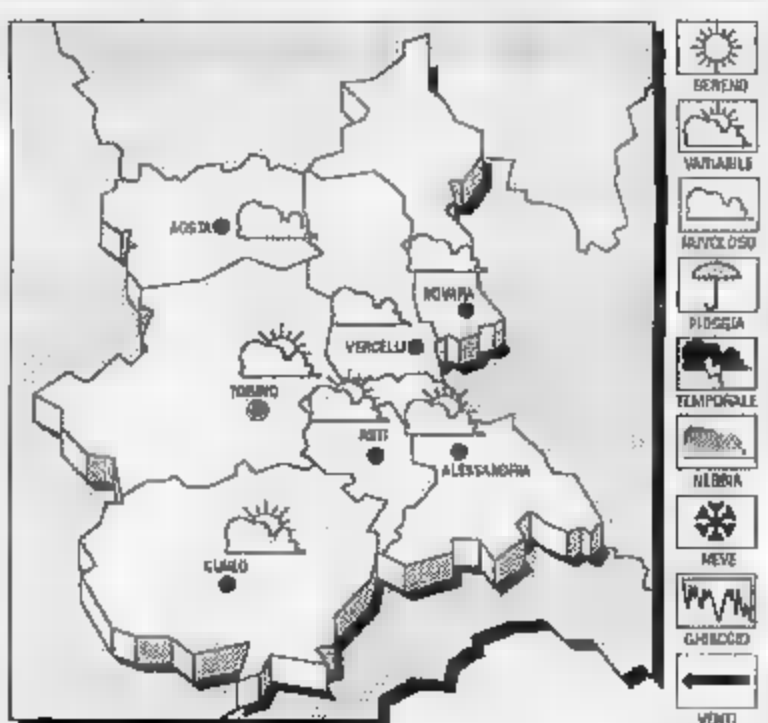 AOSTA
NOVARA
VERCELLI
TORINO
ASTI
ALESSANDRIA
CUNEO
SERENO
VARIABILE
NUVOLOSO
PIOGGIA
TEMPORALE
NEBBIA
NEVE
GHIACCIO
VENTO